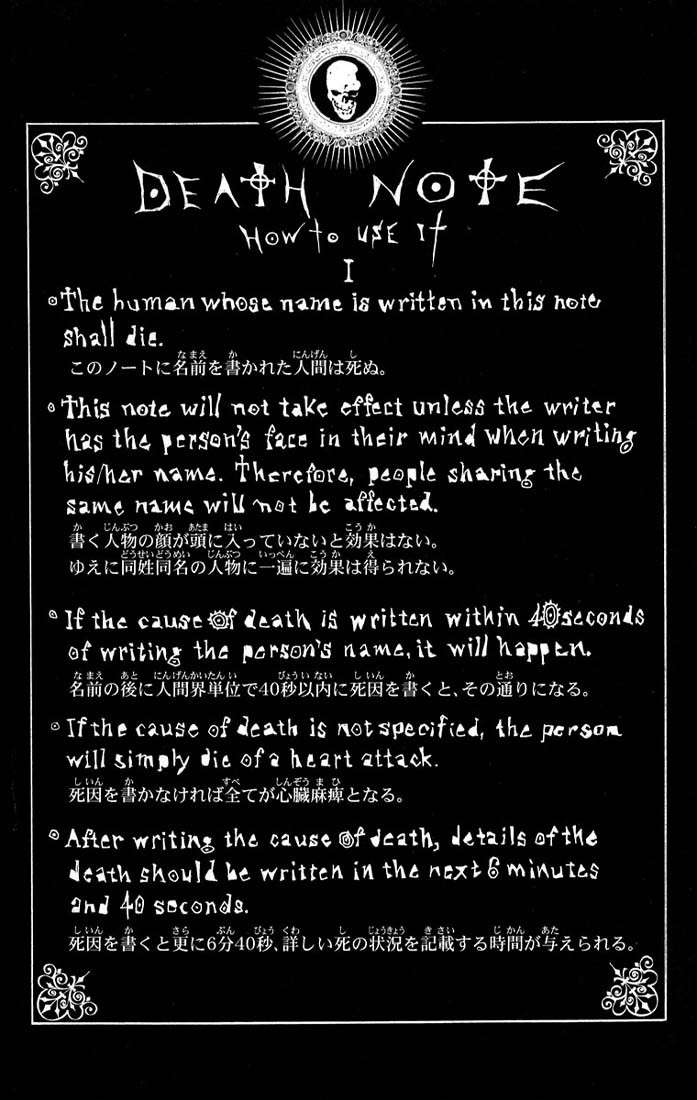 DEATH NOTE
HOW TO USE IT
I
The human whose name is written in this note
shall die.
このノートに名前を書かれた人間は死ぬ。
This note will not take effect unless the writer
has the person's face in their mind when writing
his/her name. Therefore, people sharing the
same name will not be affected.
書く人物の顔が頭に入っていないと効果はない。
ゆえに同姓同名の人物に一遍に効果は得られない。
If the cause of death is written within 40 seconds
of writing the person's name, it will happen.
名前の後に人間界単位で40秒以内に死因を書くと、その通りになる。
If the cause of death is not specified, the person
will simply die of a heart attack.
死因を書かなければ全てが心臓麻痺となる。
After writing the cause of death, details of the
death should be written in the next 6 minutes
and 40 seconds.
死因を書くと更に6分40秒、詳しい死の状況を記載する時間が与えられる。